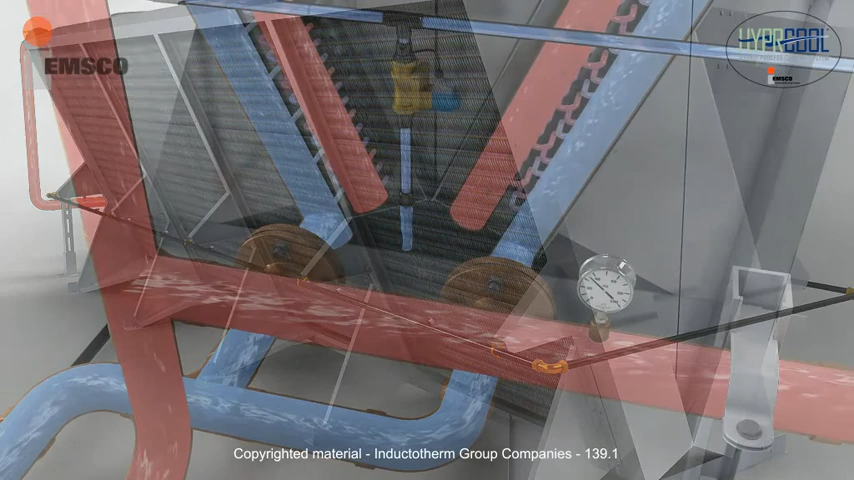 EMSCO
HYPRCOOL
EMSCO
Copyrighted material - Inductotherm Group Companies - 139.1